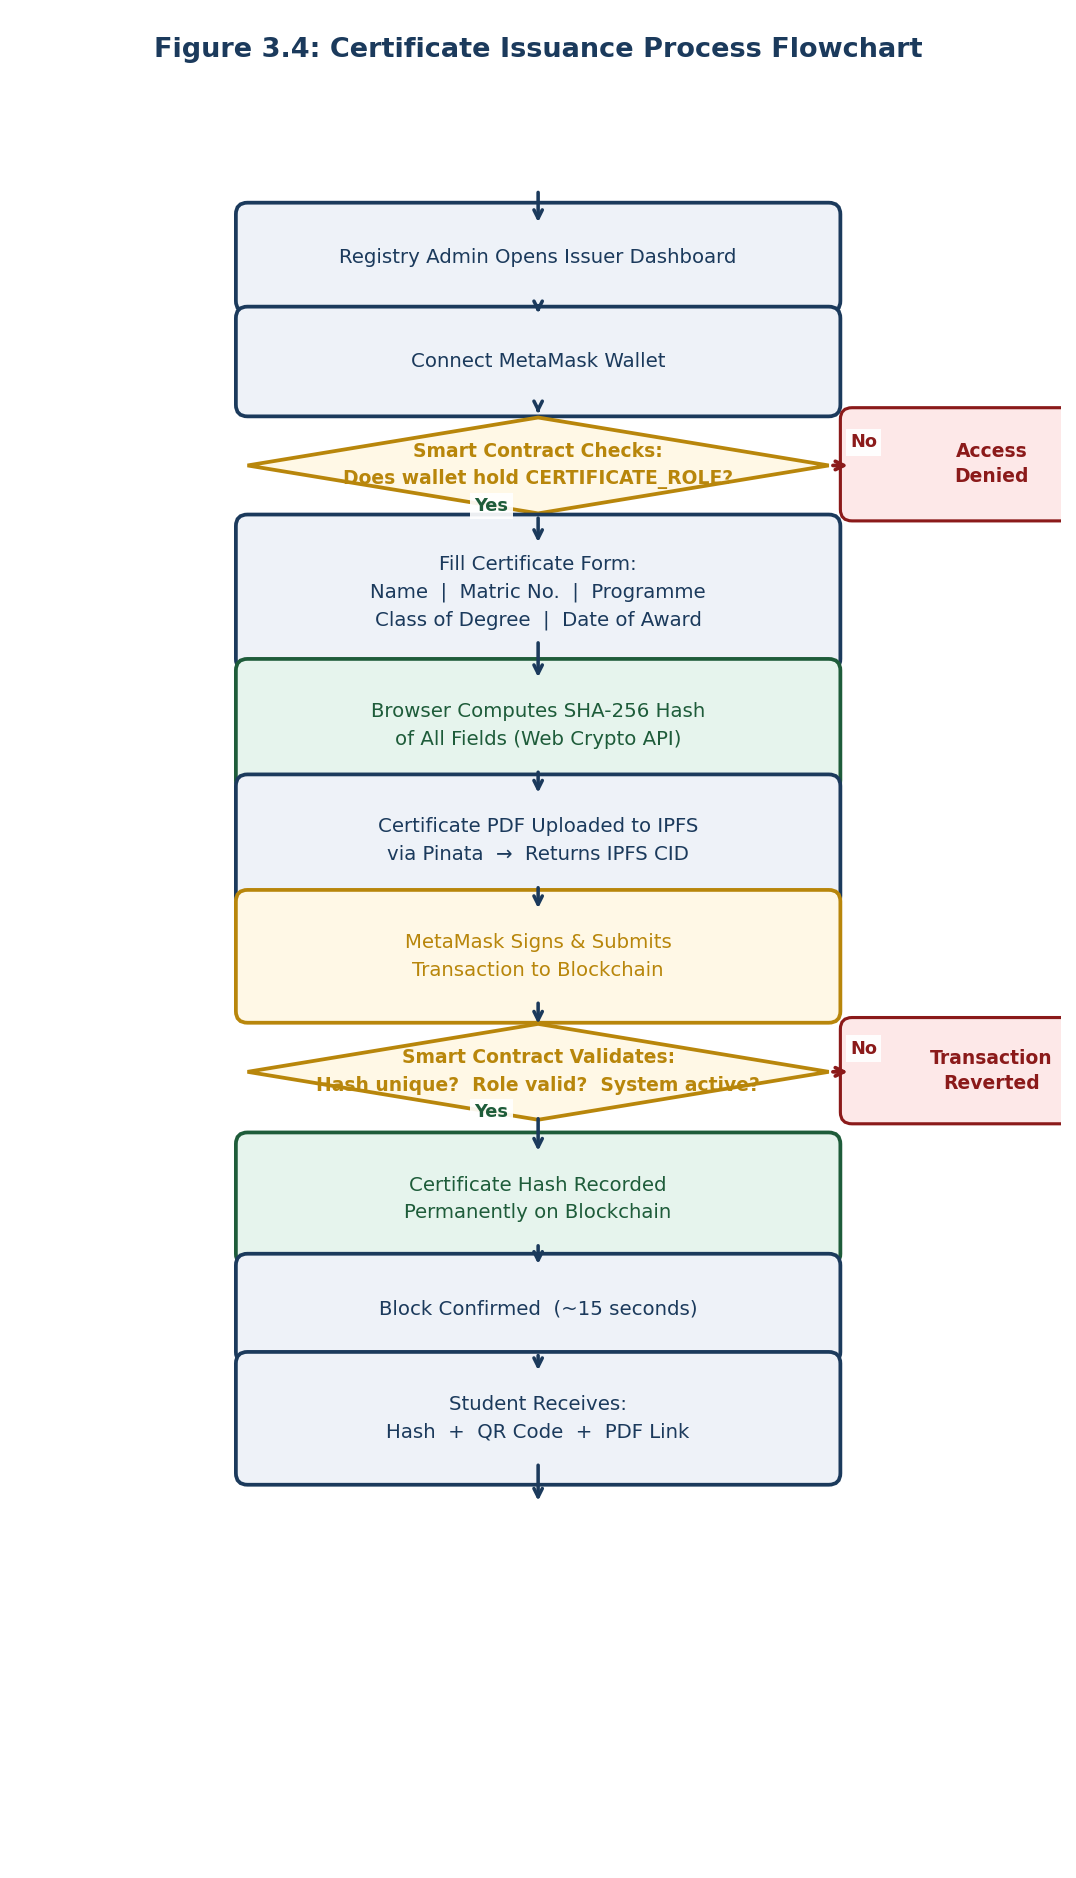 Figure 3.4: Certificate Issuance Process Flowchart
Registry Admin Opens Issuer Dashboard
Connect MetaMask Wallet
Smart Contract Checks:
Does wallet hold CERTIFICATE_ROLE?
No
Access
Denied
Yes
Fill Certificate Form:
Name | Matric No. | Programme
Class of Degree | Date of Award
Browser Computes SHA-256 Hash
of All Fields (Web Crypto API)
Certificate PDF Uploaded to IPFS
via Pinata → Returns IPFS CID
MetaMask Signs & Submits
Transaction to Blockchain
Smart Contract Validates:
Hash unique? Role valid? System active?
No
Transaction
Reverted
Yes
Certificate Hash Recorded
Permanently on Blockchain
Block Confirmed (~15 seconds)
Student Receives:
Hash + QR Code + PDF Link